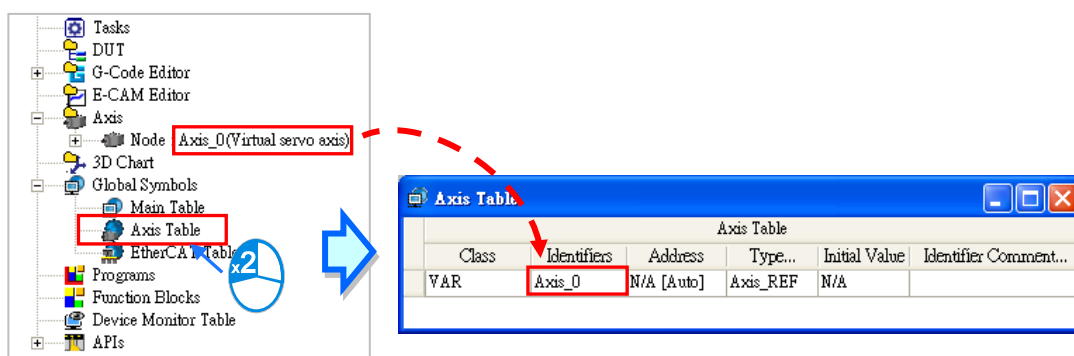 Tasks
DUT
G-Code Editor
E-CAM Editor
Axis
Node : Axis_0(Virtual servo axis)
3D Chart
Global Symbols
Main Table
Axis Table
EtherCAT Table
x2
Programs
Function Blocks
Device Monitor Table
APIs
Axis Table
Axis Table
Class Identifiers Address Type... Initial Value Identifier Comment...
VAR Axis_0 N/A [Auto] Axis_REF N/A